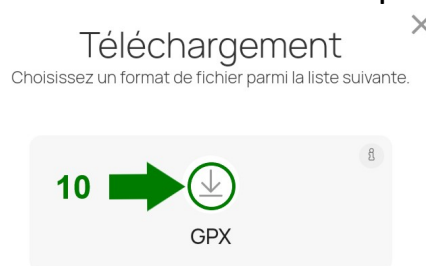 Téléchargement
Choisissez un format de fichier parmi la liste suivante.
10
GPX